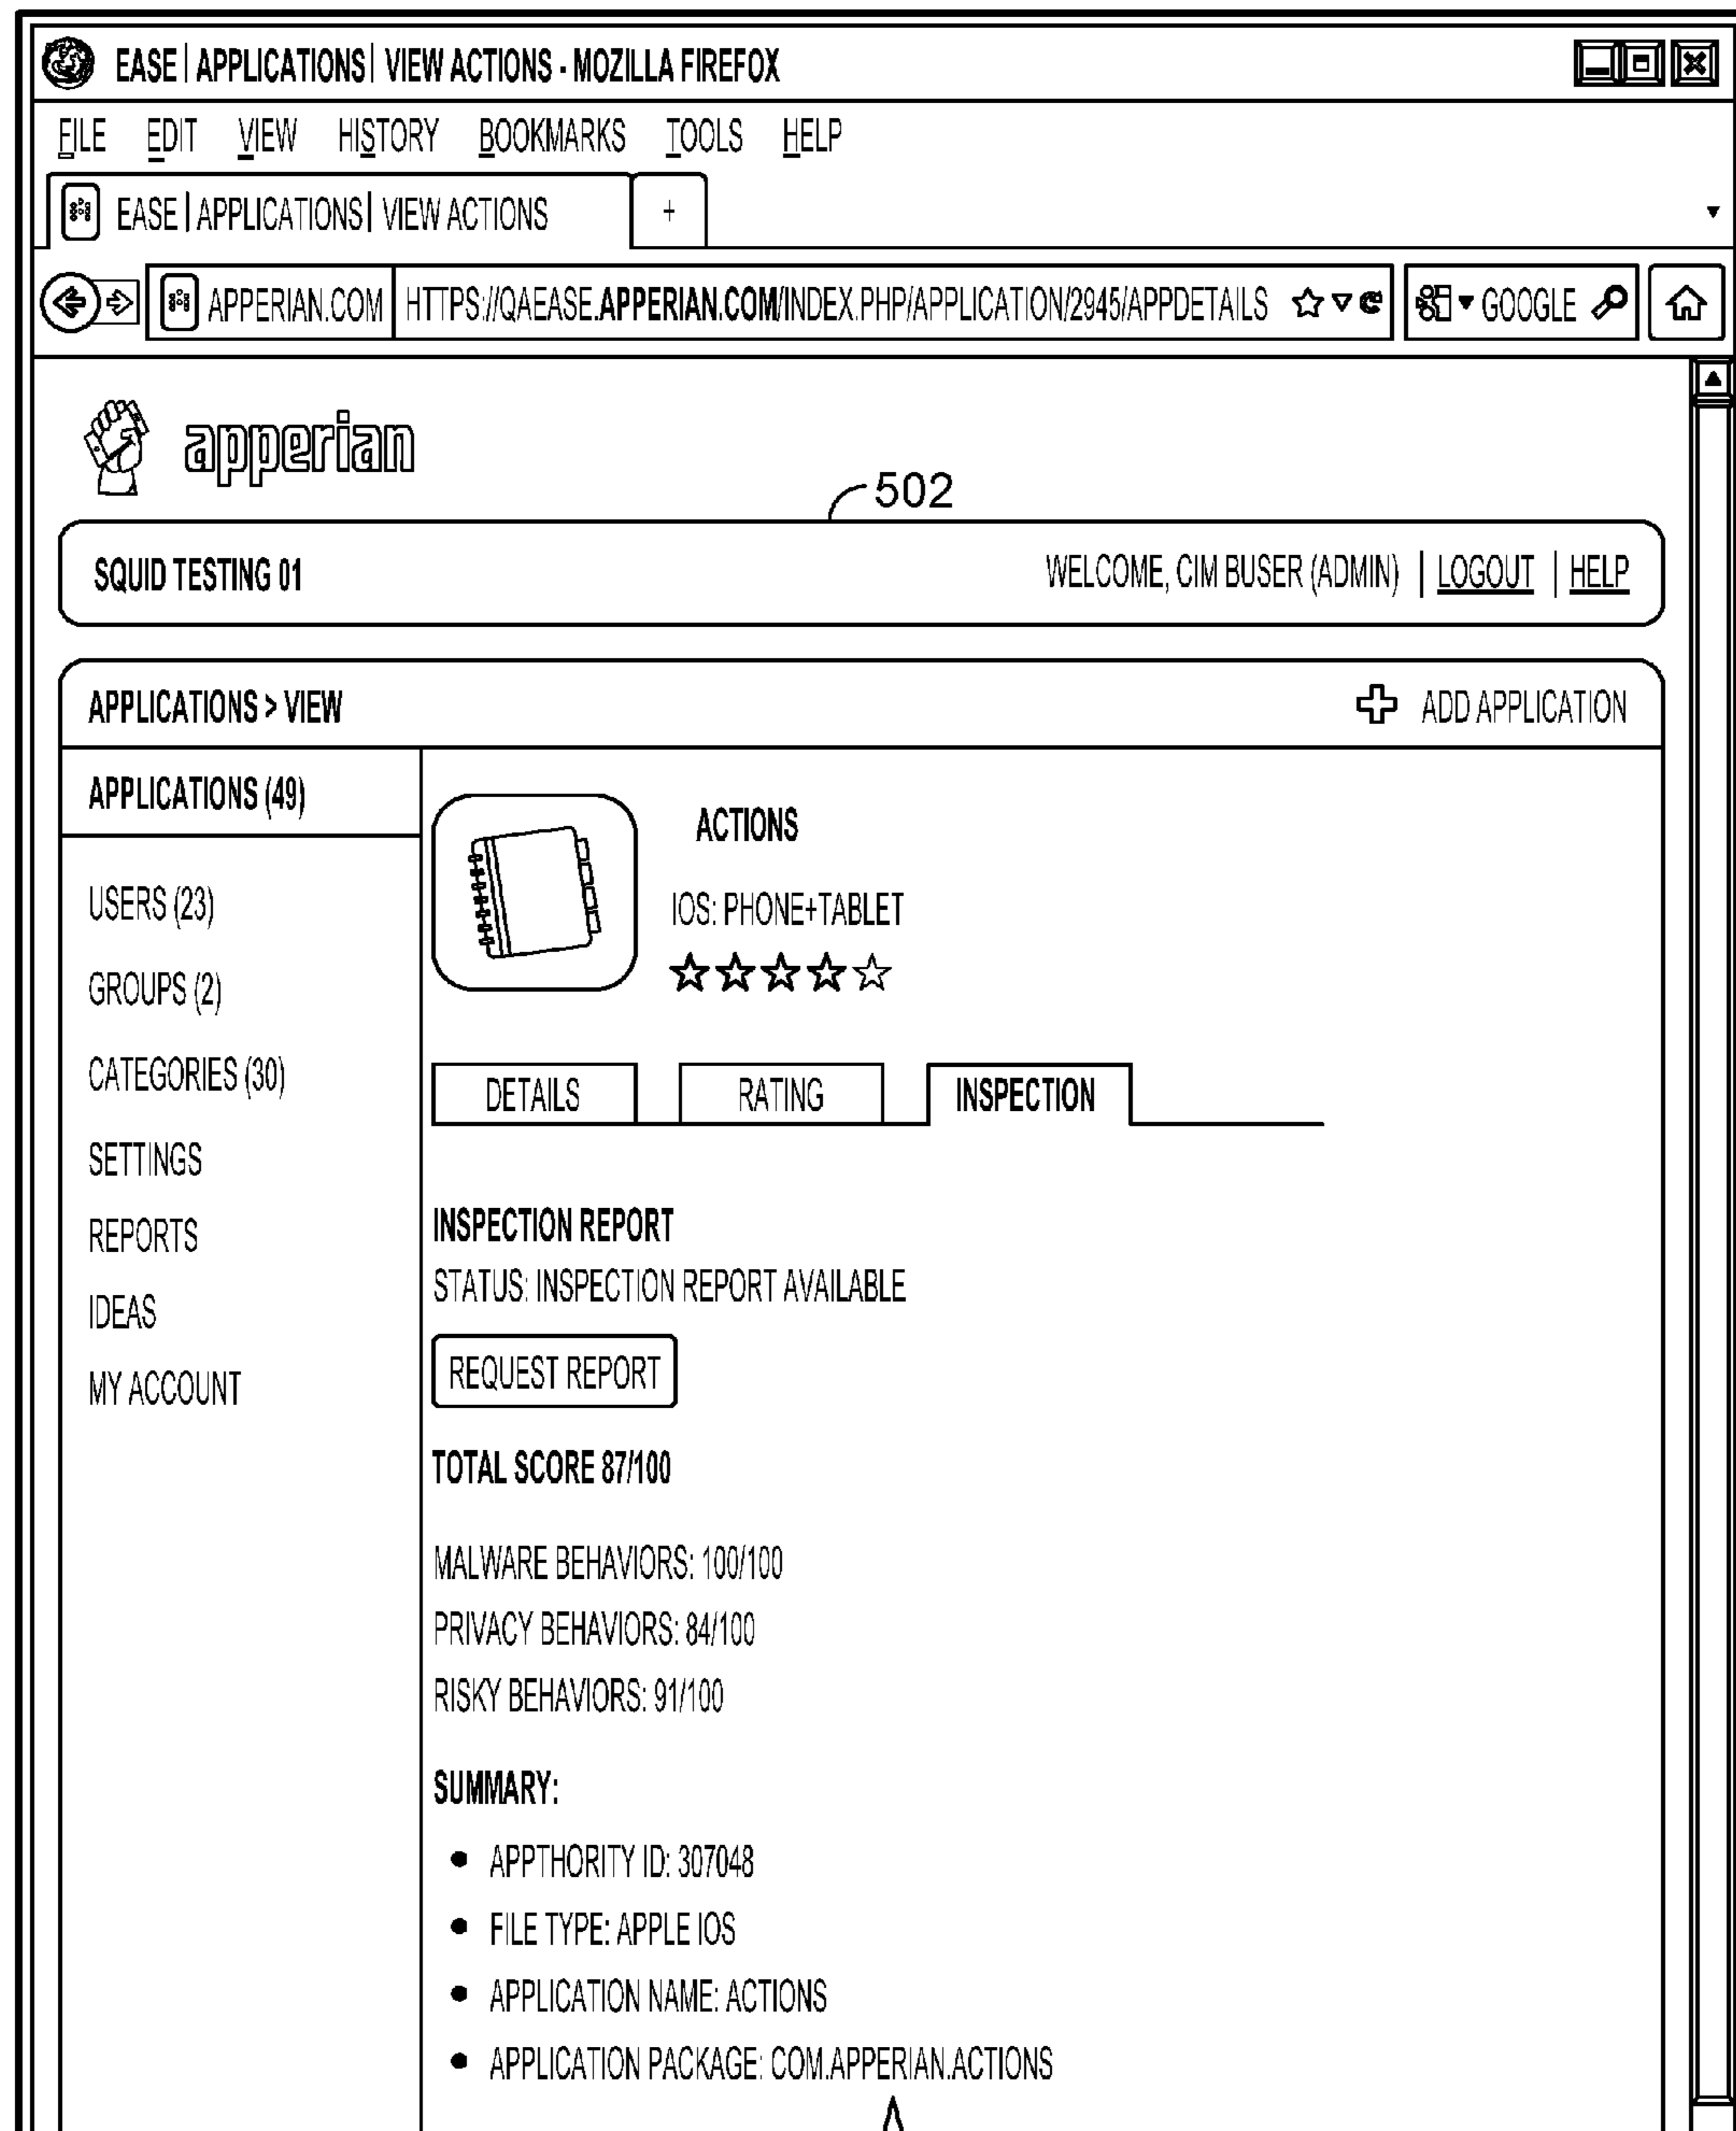 EASE | APPLICATIONS | VIEW ACTIONS - MOZILLA FIREFOX
FILE EDIT VIEW HISTORY BOOKMARKS TOOLS HELP
EASE | APPLICATIONS | VIEW ACTIONS +
APPERIAN.COM HTTPS://QAEASE.APPERIAN.COM/INDEX.PHP/APPLICATION/2945/APPDETAILS GOOGLE
apperian
502
SQUID TESTING 01 WELCOME, CIM BUSER (ADMIN) | LOGOUT | HELP
APPLICATIONS > VIEW ADD APPLICATION
APPLICATIONS (49)
USERS (23)
GROUPS (2)
CATEGORIES (30)
SETTINGS
REPORTS
IDEAS
MY ACCOUNT
ACTIONS
IOS: PHONE+TABLET
DETAILS RATING INSPECTION
INSPECTION REPORT
STATUS: INSPECTION REPORT AVAILABLE
REQUEST REPORT
TOTAL SCORE 87/100
MALWARE BEHAVIORS: 100/100
PRIVACY BEHAVIORS: 84/100
RISKY BEHAVIORS: 91/100
SUMMARY:
• APPTHORITY ID: 307048
• FILE TYPE: APPLE IOS
• APPLICATION NAME: ACTIONS
• APPLICATION PACKAGE: COM.APPERIAN.ACTIONS